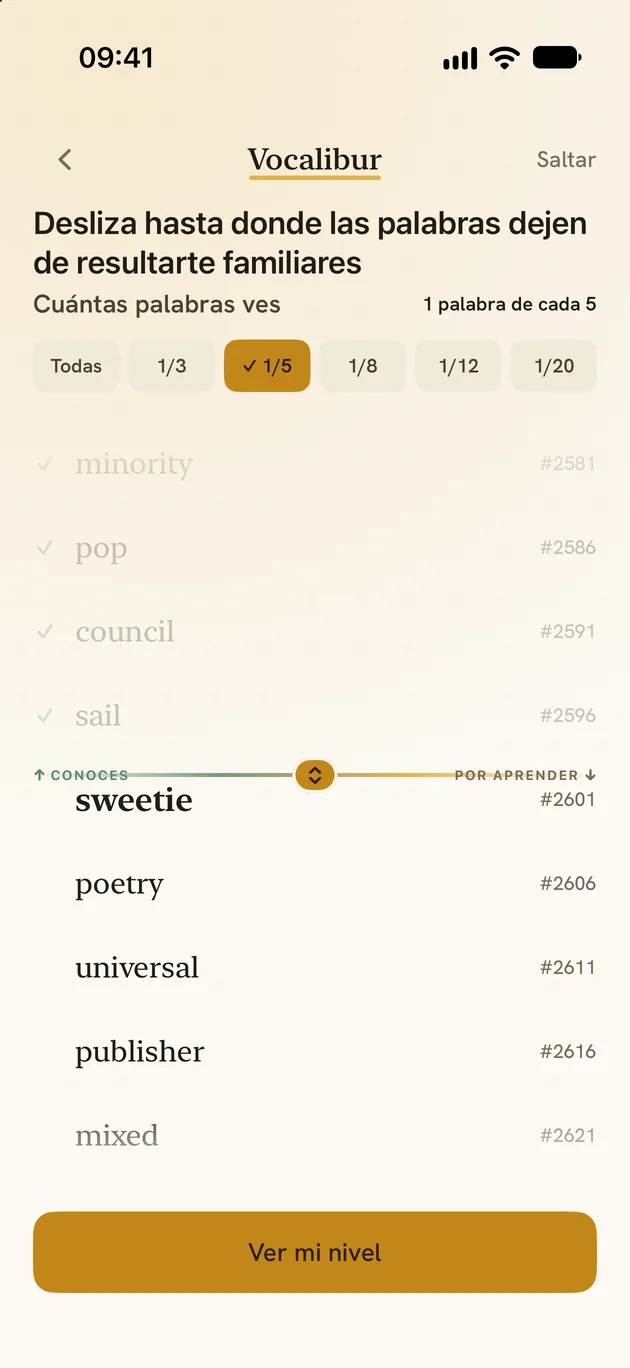 09:41
Vocalibur
Saltar
Desliza hasta donde las palabras dejen
de resultarte familiares
Cuántas palabras ves 1 palabra de cada 5
Todas 1/3 ✓ 1/5 1/8 1/12 1/20
✓ minority #2581
✓ pop #2586
✓ council #2591
✓ sail #2596
↑ CONOCES POR APRENDER ↓
sweetie #2601
poetry #2606
universal #2611
publisher #2616
mixed #2621
Ver mi nivel